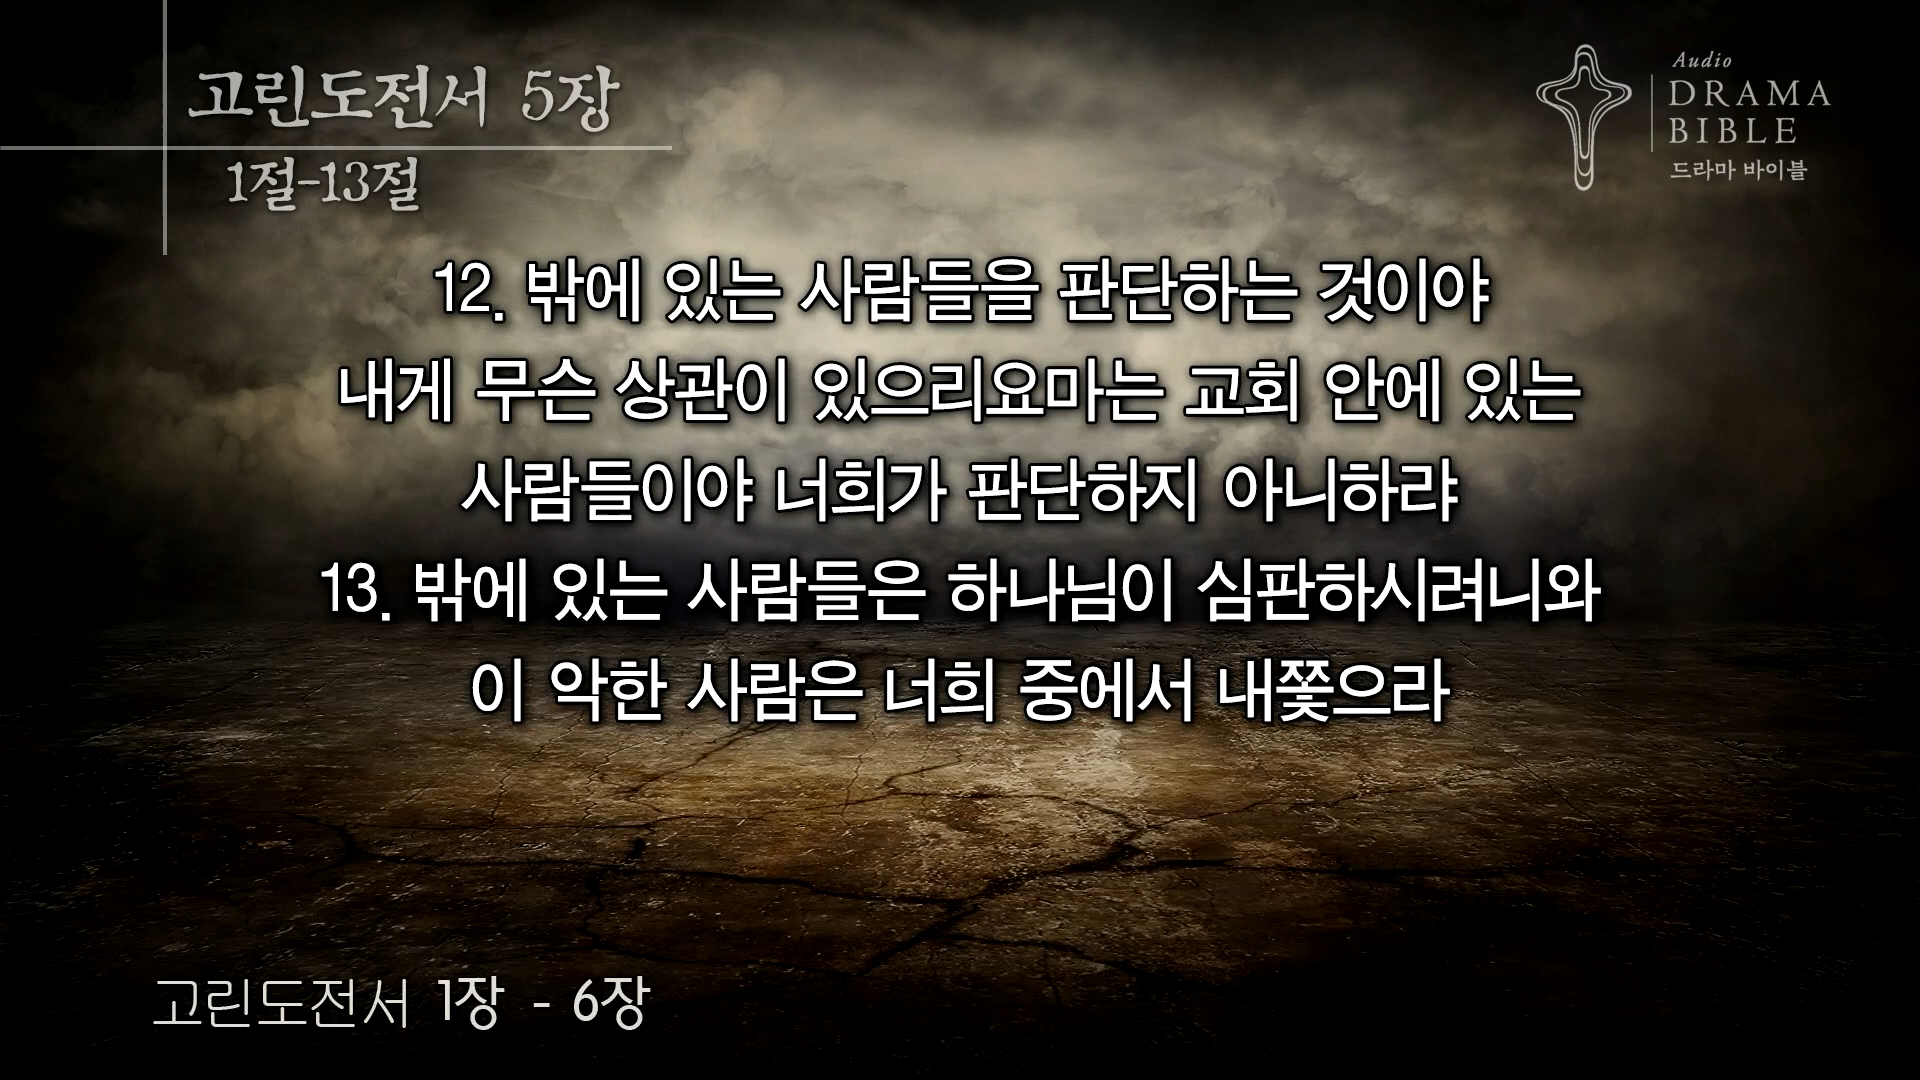 고린도전서 5장
1절-13절
Audio
DRAMA
BIBLE
드라마 바이블
12. 밖에 있는 사람들을 판단하는 것이야
내게 무슨 상관이 있으리요마는 교회 안에 있는
사람들이야 너희가 판단하지 아니하랴
13. 밖에 있는 사람들은 하나님이 심판하시려니와
이 악한 사람은 너희 중에서 내쫓으라
고린도전서 1장 - 6장